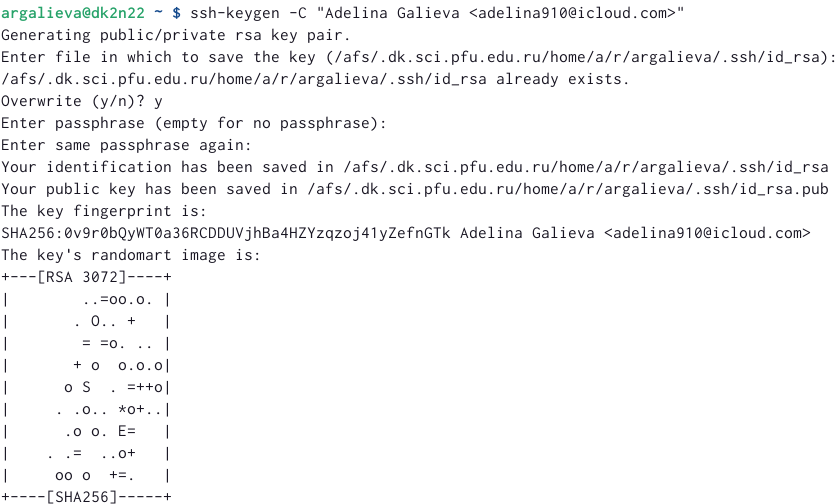 argalieva@dk2n22 ~ $ ssh-keygen -C "Adelina Galieva <adelina910@icloud.com>"
Generating public/private rsa key pair.
Enter file in which to save the key (/afs/.dk.sci.pfu.edu.ru/home/a/r/argalieva/.ssh/id_rsa):
/afs/.dk.sci.pfu.edu.ru/home/a/r/argalieva/.ssh/id_rsa already exists.
Overwrite (y/n)? y
Enter passphrase (empty for no passphrase):
Enter same passphrase again:
Your identification has been saved in /afs/.dk.sci.pfu.edu.ru/home/a/r/argalieva/.ssh/id_rsa
Your public key has been saved in /afs/.dk.sci.pfu.edu.ru/home/a/r/argalieva/.ssh/id_rsa.pub
The key fingerprint is:
SHA256:0v9r0bQyWT0a36RCDDUVjhBa4HZYzqzoj41yZefnGTk Adelina Galieva <adelina910@icloud.com>
The key's randomart image is:
+---[RSA 3072]----+
|        ..=oo.o. |
|       . O.. +   |
|        = =o. .. |
|       + o  o.o.o|
|      o S  . =++o|
|     . .o.. *o+..|
|      .o o. E=   |
|    . .=  ..o+   |
|     oo o  +=.   |
+----[SHA256]-----+